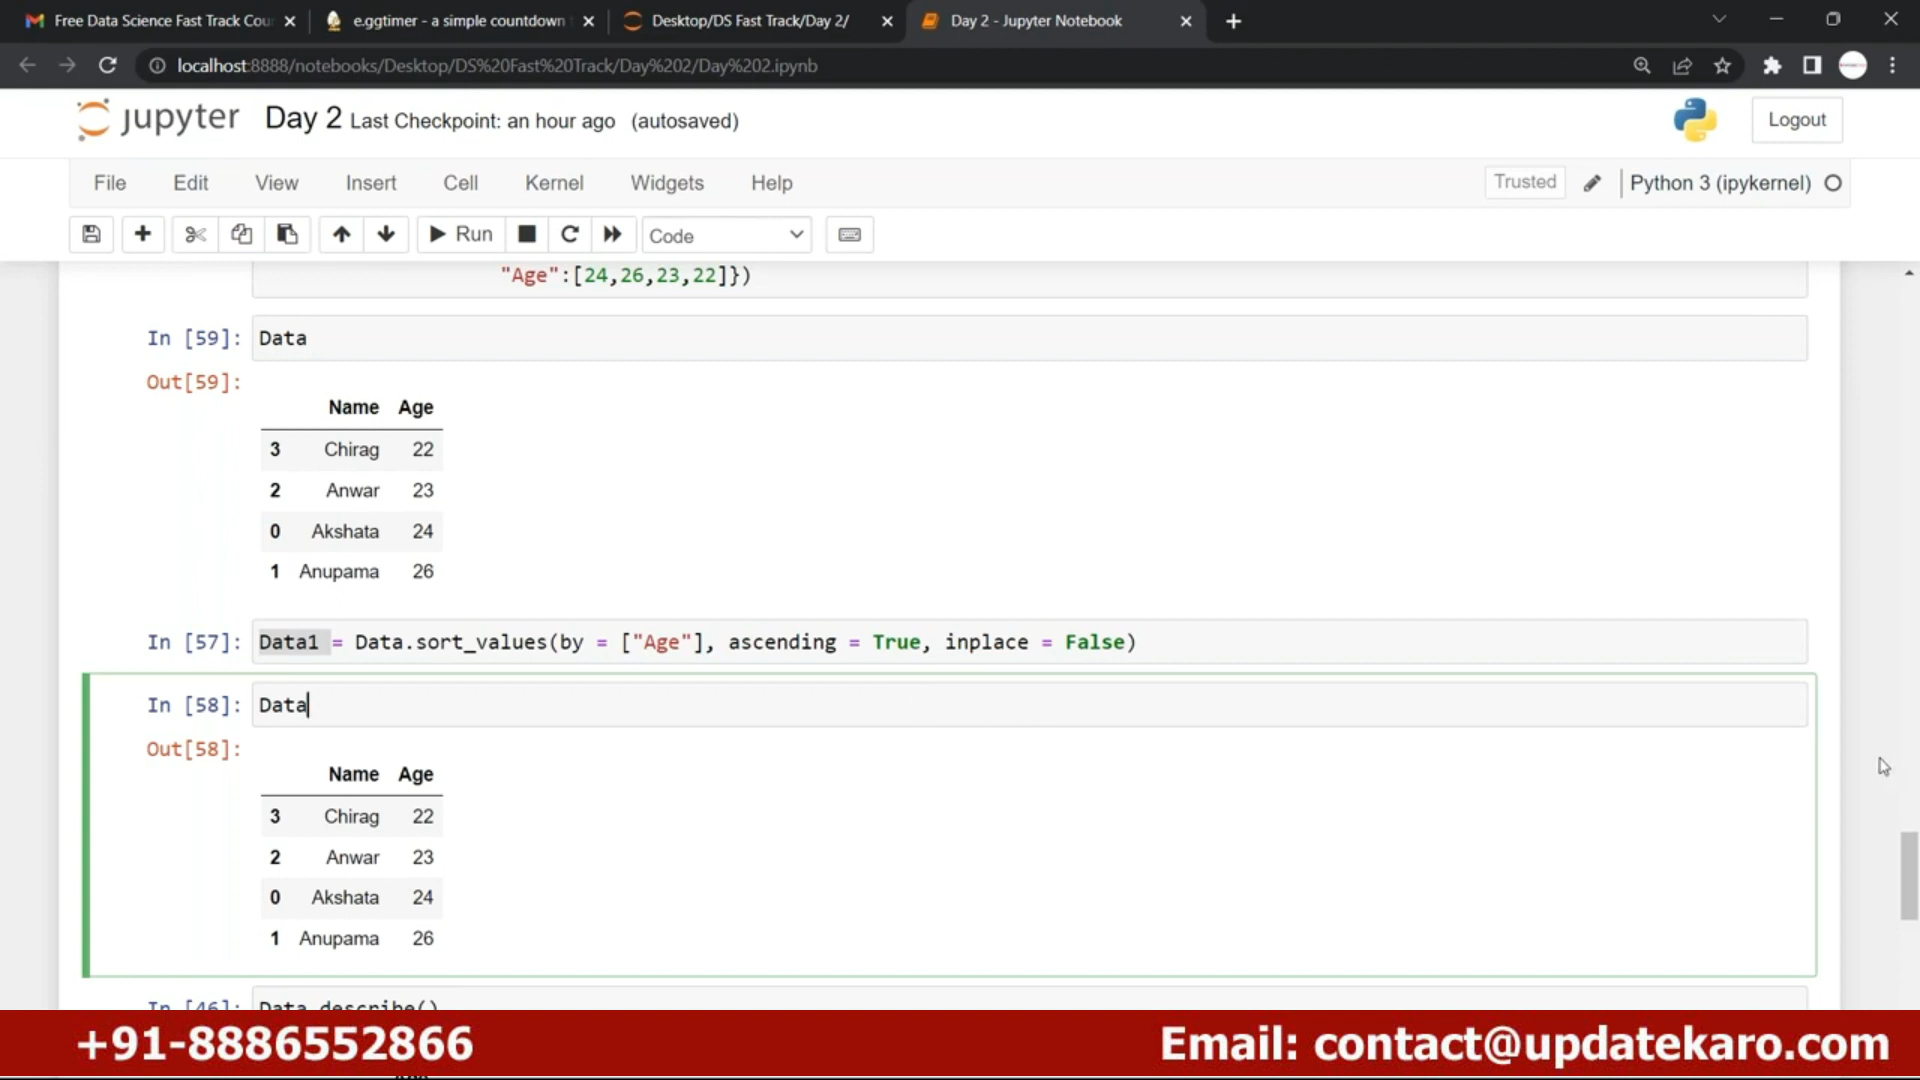 Free Data Science Fast Track Cou
e.ggtimer - a simple countdown
Desktop/DS Fast Track/Day 2/
Day 2 - Jupyter Notebook
localhost:8888/notebooks/Desktop/DS%20Fast%20Track/Day%202/Day%202.ipynb
jupyter Day 2 Last Checkpoint: an hour ago (autosaved)
Logout
File Edit View Insert Cell Kernel Widgets Help
Trusted
Python 3 (ipykernel)
Run
Code
"Age":[24,26,23,22]})
In [59]: Data
Out[59]:
Name Age
3 Chirag 22
2 Anwar 23
0 Akshata 24
1 Anupama 26
In [57]: Data1 = Data.sort_values(by = ["Age"], ascending = True, inplace = False)
In [58]: Data
Out[58]:
Name Age
3 Chirag 22
2 Anwar 23
0 Akshata 24
1 Anupama 26
In [46]: Data.describe()
+91-8886552866
Email: contact@updatekaro.com